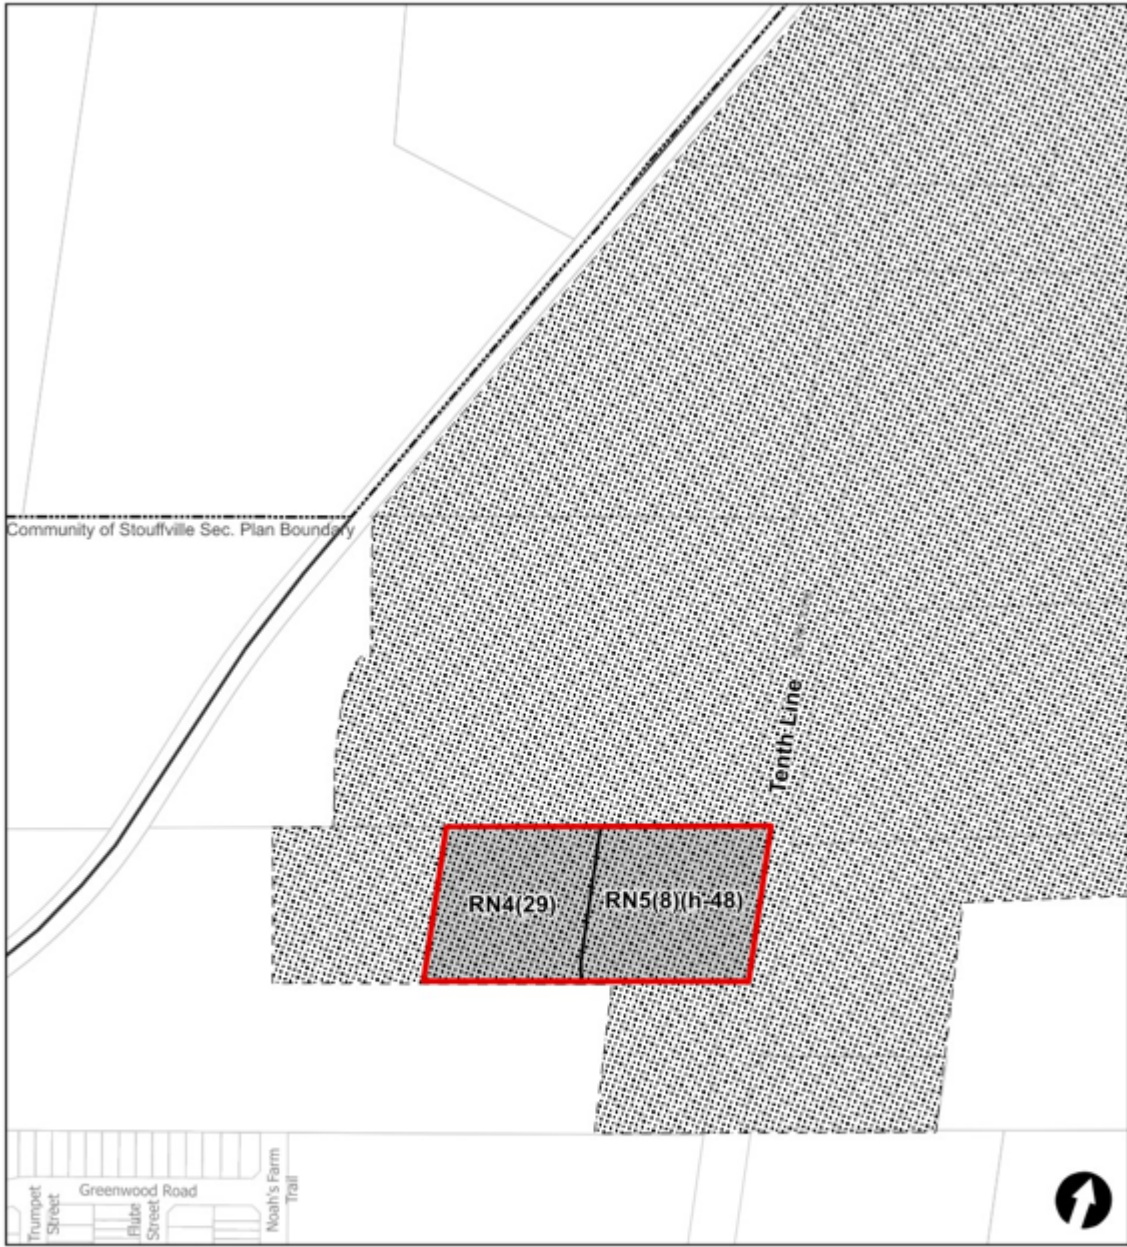 Community of Stouffville Sec. Plan Boundary
Tenth Line
RN4(29)
RN5(8)(h-48)
Greenwood Road
Trumpet
Street
Flute
Street
Noah's Farm
Trail